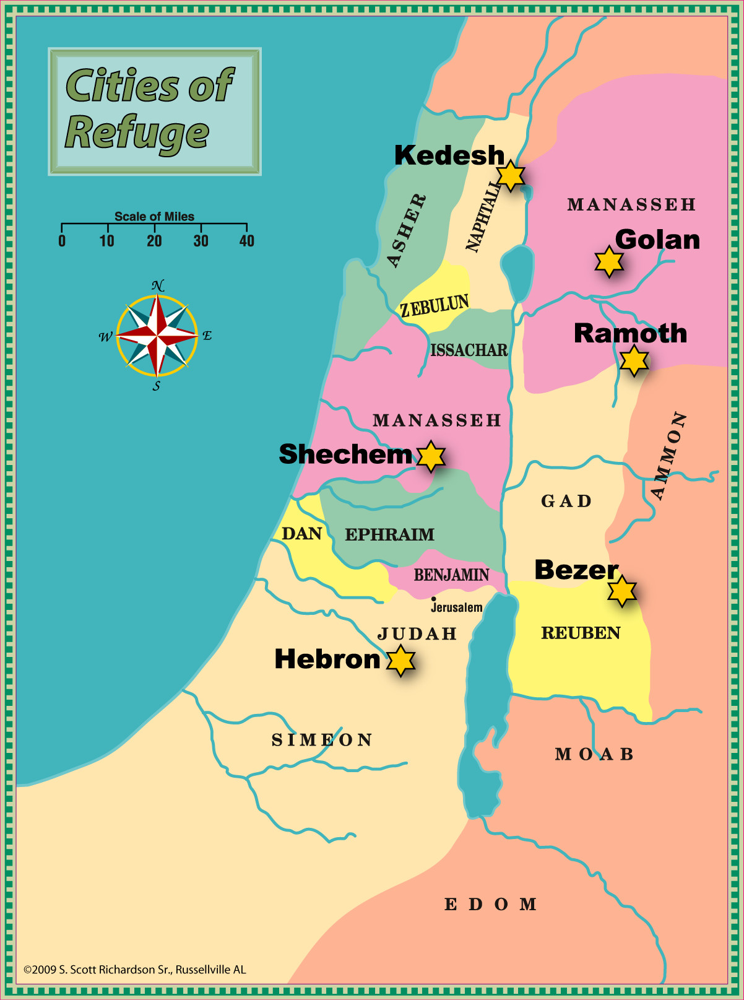 Cities of
Refuge
Scale of Miles
0 10 20 30 40
N
W E
S
Kedesh
ASHER
NAPHTALI
MANASSEH
Golan
ZEBULUN
Ramoth
ISSACHAR
MANASSEH
Shechem
AMMON
GAD
DAN
EPHRAIM
Bezer
BENJAMIN
Jerusalem
REUBEN
JUDAH
Hebron
SIMEON
MOAB
EDOM
©2009 S. Scott Richardson Sr., Russellville AL